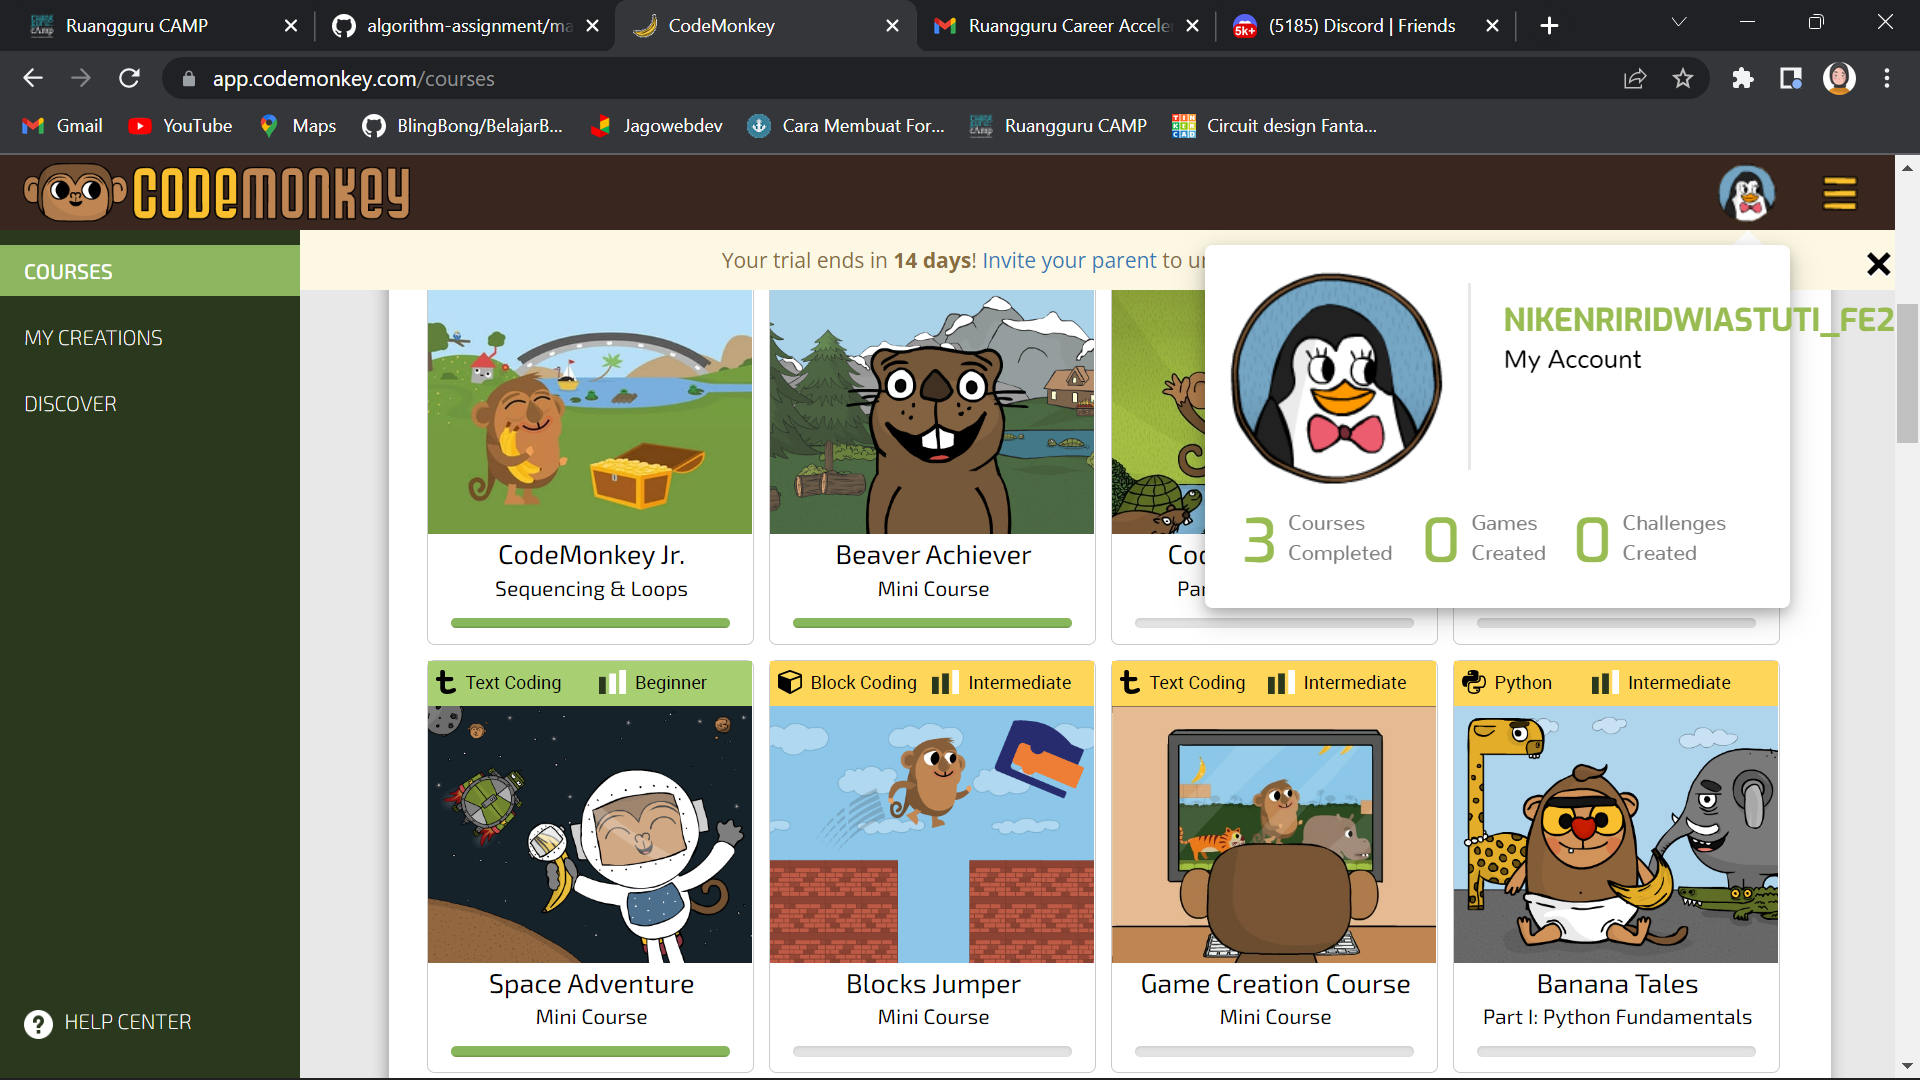 Ruangguru CAMP
algorithm-assignment/ma
CodeMonkey
Ruangguru Career Accele
5k+
(5185) Discord | Friends
app.codemonkey.com/courses
Gmail
YouTube
Maps
BlingBong/BelajarB...
Jagowebdev
Cara Membuat For...
Ruangguru CAMP
TINKERCAD
Circuit design Fanta...
CODEMONKEY
COURSES
MY CREATIONS
DISCOVER
HELP CENTER
Your trial ends in 14 days! Invite your parent to u
NIKENRIRIDWIASTUTI_FE2
My Account
3 Courses Completed
0 Games Created
0 Challenges Created
CodeMonkey Jr.
Sequencing & Loops
Beaver Achiever
Mini Course
Co
Pa
Text Coding Beginner
Space Adventure
Mini Course
Block Coding Intermediate
Blocks Jumper
Mini Course
Text Coding Intermediate
Game Creation Course
Mini Course
Python Intermediate
Banana Tales
Part I: Python Fundamentals